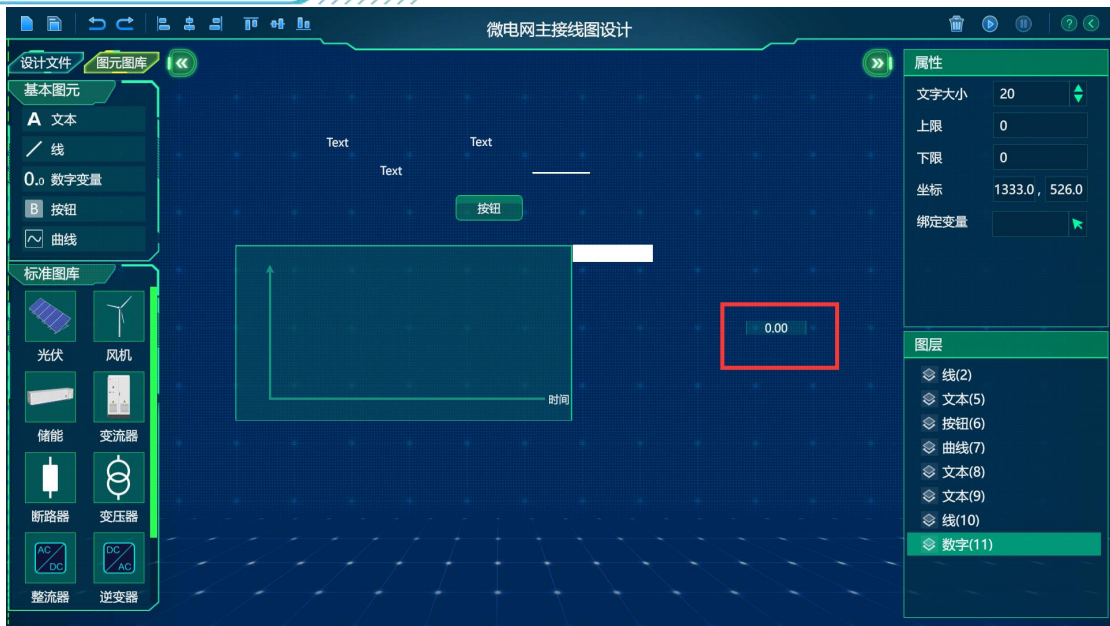 微电网主接线图设计
设计文件 图元图库
基本图元
A 文本
线
0.0 数字变量
B 按钮
曲线
标准图库
光伏 风机
储能 变流器
断路器 变压器
AC DC DC AC
整流器 逆变器
Text Text
Text
按钮
时间
0.00
属性
文字大小 20
上限 0
下限 0
坐标 1333.0 , 526.0
绑定变量
图层
线(2)
文本(5)
按钮(6)
曲线(7)
文本(8)
文本(9)
线(10)
数字(11)